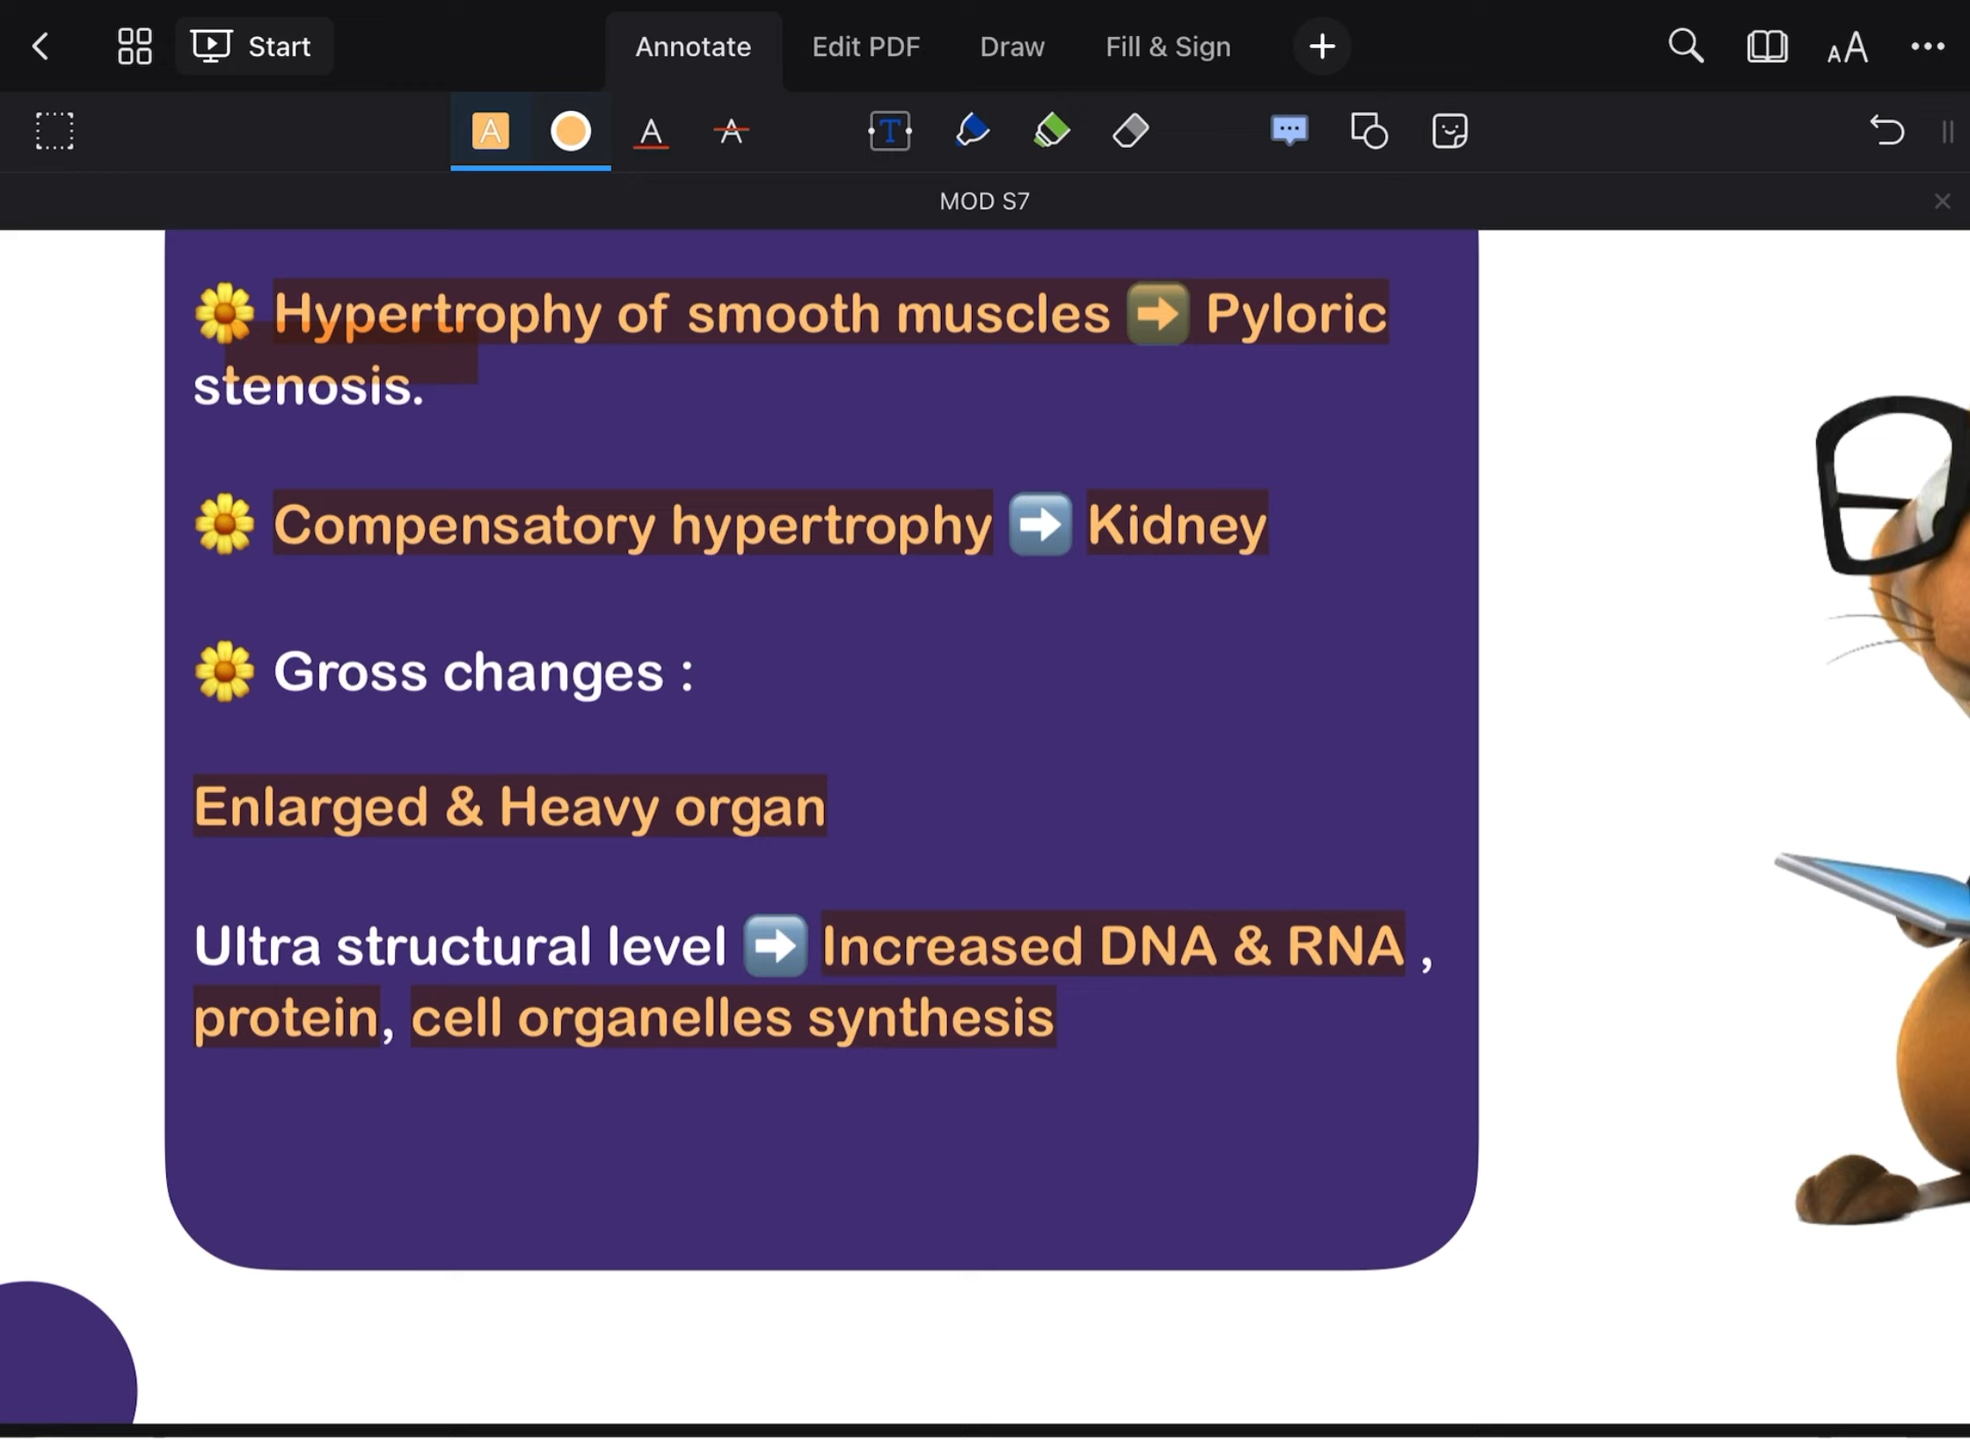 Start
Annotate
Edit PDF
Draw
Fill & Sign
AA
A
A
A
T
MOD S7
Hypertrophy of smooth muscles ➡️ Pyloric
stenosis.
Compensatory hypertrophy ➡️ Kidney
Gross changes :
Enlarged & Heavy organ
Ultra structural level ➡️ Increased DNA & RNA ,
protein, cell organelles synthesis